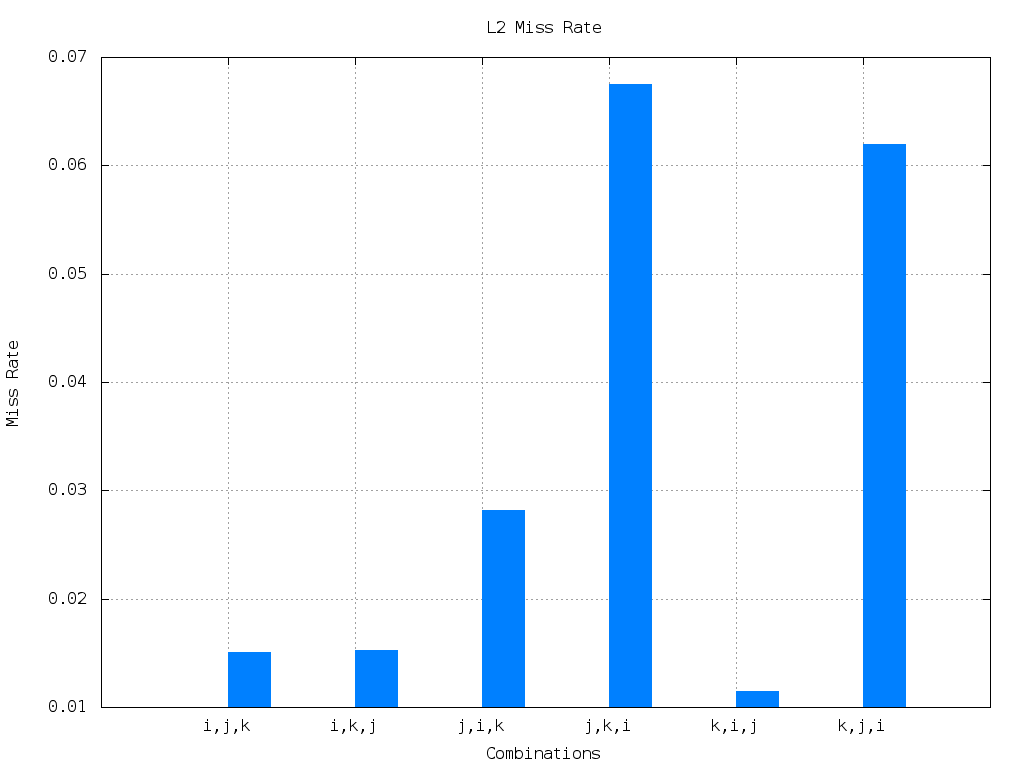 L2 Miss Rate
0.07
0.06
0.05
0.04
0.03
0.02
0.01
Miss Rate
i,j,k i,k,j j,i,k j,k,i k,i,j k,j,i
Combinations